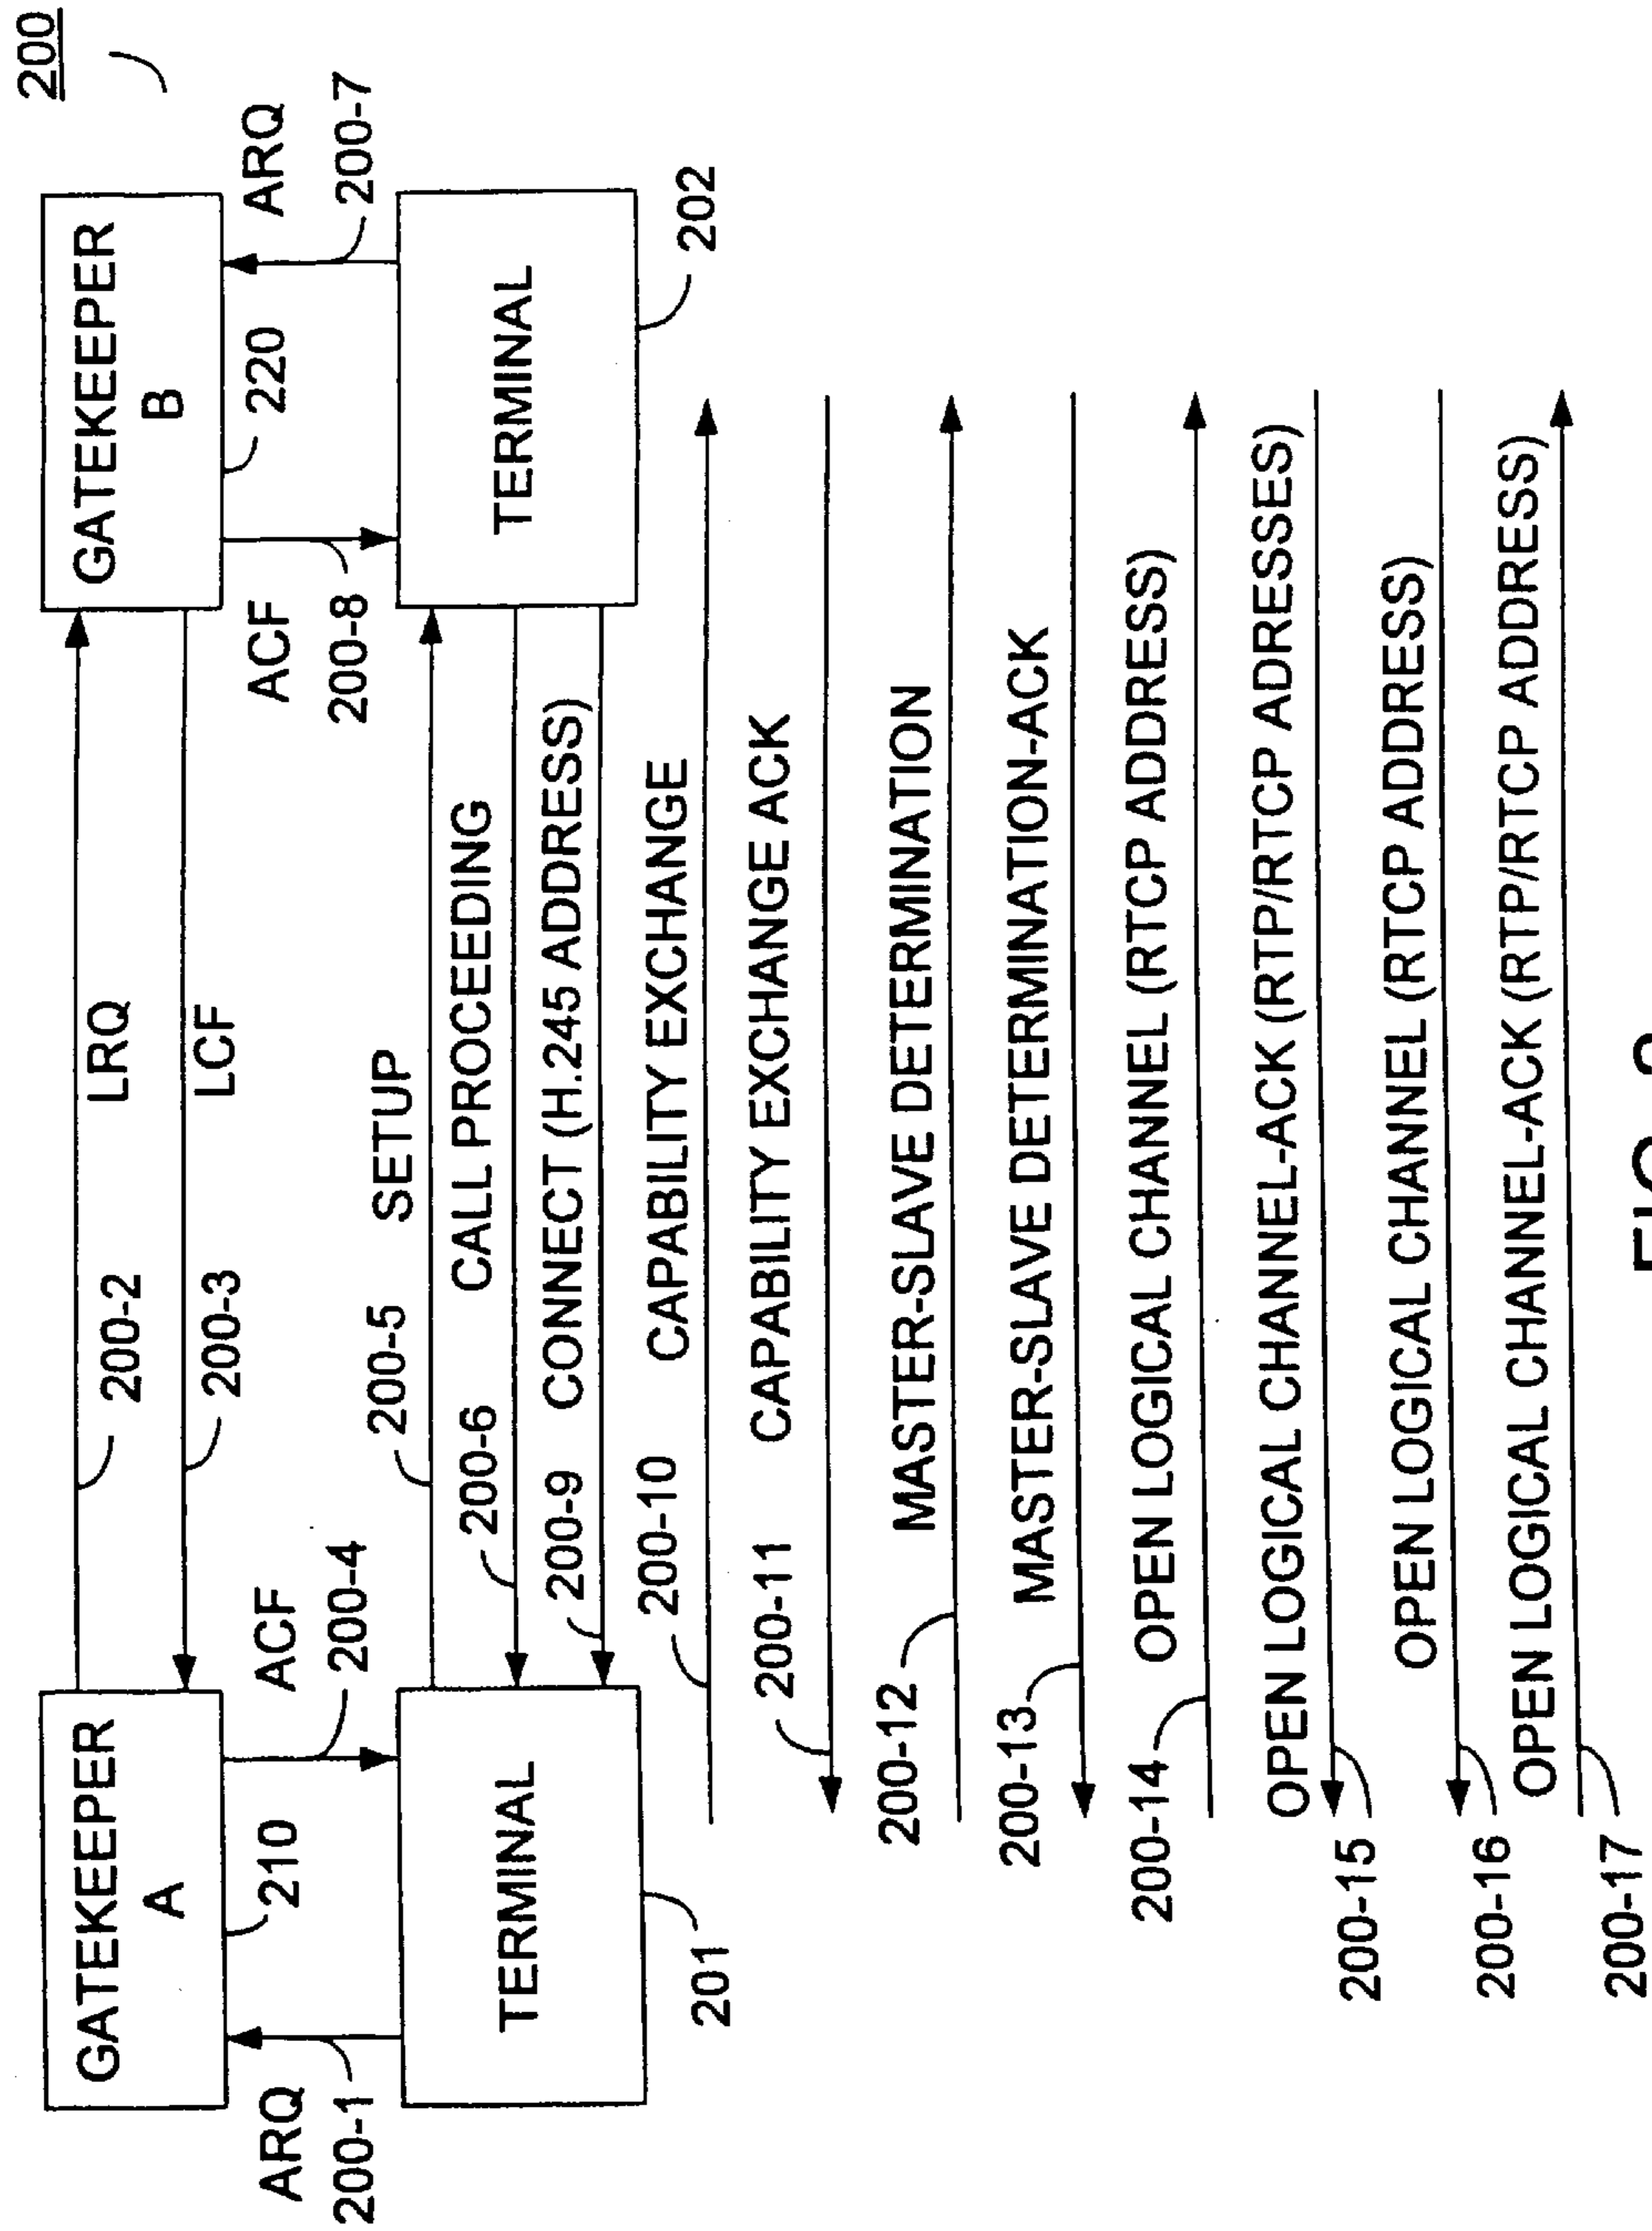 200
GATEKEEPER
A
GATEKEEPER
B
LRQ
200-2
LCF
200-3
ARQ
200-1
210
ACF
200-4
ACF
200-8
220
ARQ
200-7
TERMINAL
201
TERMINAL
202
200-5
SETUP
200-6
CALL PROCEEDING
200-9
CONNECT (H.245 ADDRESS)
200-10
CAPABILITY EXCHANGE
200-11
CAPABILITY EXCHANGE ACK
200-12
MASTER-SLAVE DETERMINATION
200-13
MASTER-SLAVE DETERMINATION-ACK
200-14
OPEN LOGICAL CHANNEL (RTCP ADDRESS)
OPEN LOGICAL CHANNEL-ACK (RTP/RTCP ADRESSES)
200-15
OPEN LOGICAL CHANNEL (RTCP ADDRESS)
200-16
OPEN LOGICAL CHANNEL-ACK (RTP/RTCP ADDRESS)
200-17